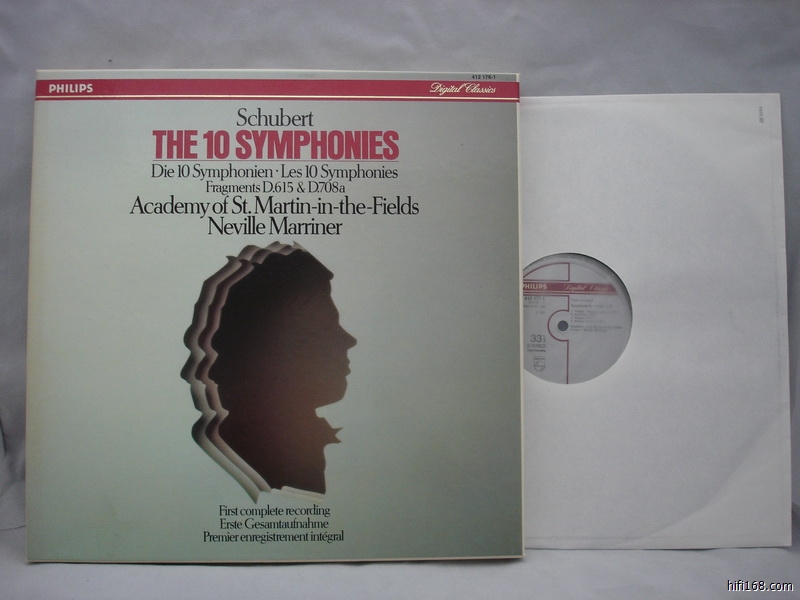 412 176-1
PHILIPS
Digital Classics
Schubert
THE 10 SYMPHONIES
Die 10 Symphonien · Les 10 Symphonies
Fragments D.615 & D.708a
Academy of St. Martin-in-the-Fields
Neville Marriner
First complete recording
Erste Gesamtaufnahme
Premier enregistrement intégral
PHILIPS
Digital Classics
33⅓
STEREO
hifi168.com